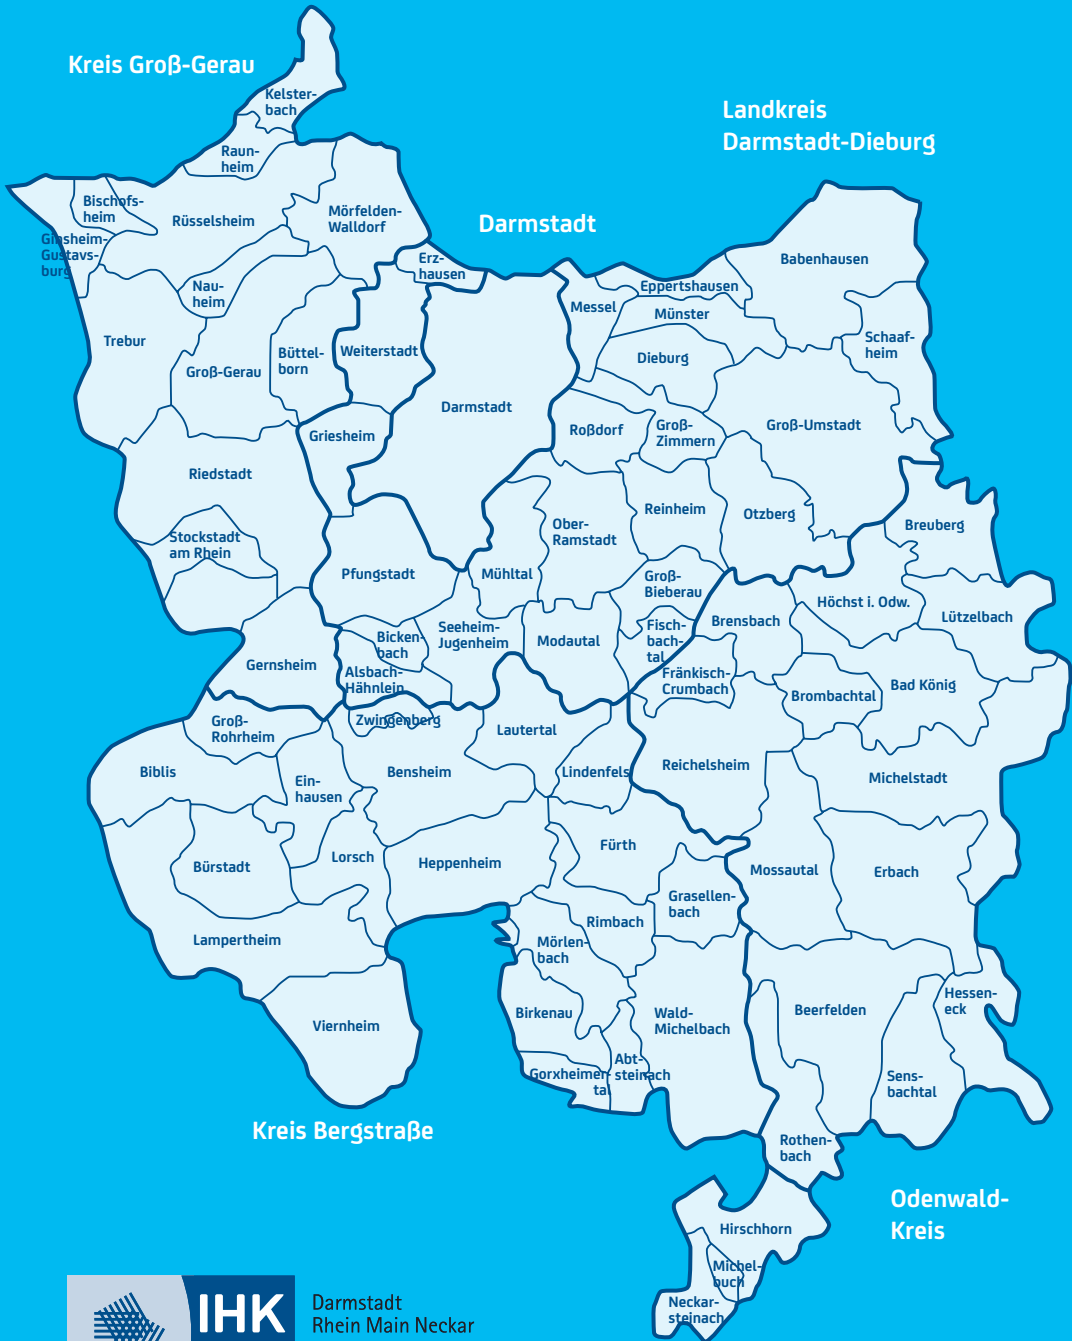 Kreis Groß-Gerau
Landkreis
Darmstadt-Dieburg
Darmstadt
Kelster-
bach
Raun-
heim
Bischofs-
heim
Rüsselsheim
Mörfelden-
Walldorf
Ginsheim-
Gustavs-
burg
Erz-
hausen
Nau-
heim
Trebur
Groß-Gerau
Büttel-
born
Weiterstadt
Darmstadt
Griesheim
Riedstadt
Stockstadt
am Rhein
Gernsheim
Babenhausen
Eppertshausen
Messel
Münster
Schaaf-
heim
Dieburg
Roßdorf
Groß-
Zimmern
Groß-Umstadt
Reinheim
Otzberg
Ober-
Ramstadt
Breuberg
Pfungstadt
Mühltal
Groß-
Bieberau
Höchst i. Odw.
Lützelbach
Brensbach
Bicken-
bach
Seeheim-
Jugenheim
Modautal
Fisch-
bach-
tal
Alsbach-
Hähnlein
Fränkisch-
Crumbach
Brombachtal
Bad König
Groß-
Rohrheim
Zwingenberg
Lautertal
Biblis
Ein-
hausen
Bensheim
Lindenfels
Reichelsheim
Michelstadt
Bürstadt
Lorsch
Heppenheim
Fürth
Mossautal
Erbach
Grasellen-
bach
Lampertheim
Rimbach
Mörlen-
bach
Viernheim
Birkenau
Wald-
Michelbach
Beerfelden
Hessen-
eck
Gorxheimer-
tal
Abt-
steinach
Sens-
bachtal
Kreis Bergstraße
Rothen-
bach
Odenwald-
Kreis
Hirschhorn
Michel-
buch
Neckar-
steinach
IHK
Darmstadt
Rhein Main Neckar